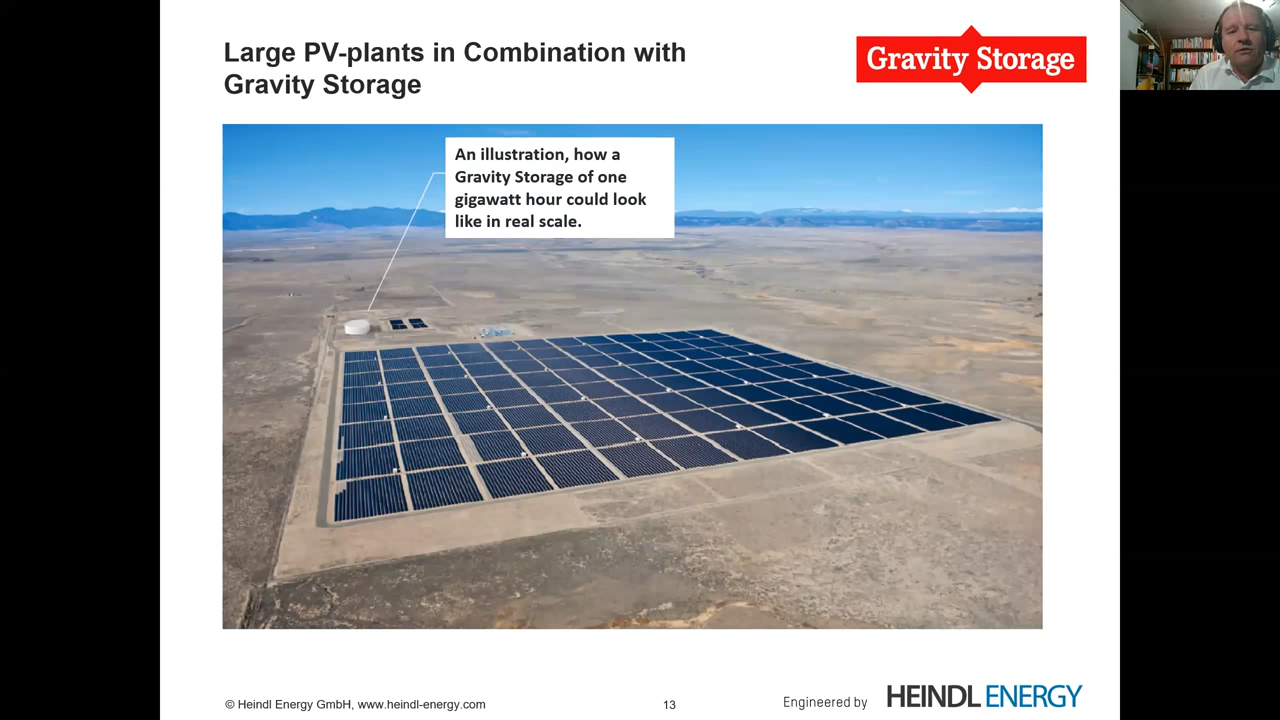 Large PV-plants in Combination with
Gravity Storage
Gravity Storage
An illustration, how a
Gravity Storage of one
gigawatt hour could look
like in real scale.
© Heindl Energy GmbH, www.heindl-energy.com
13
Engineered by
HEINDL ENERGY